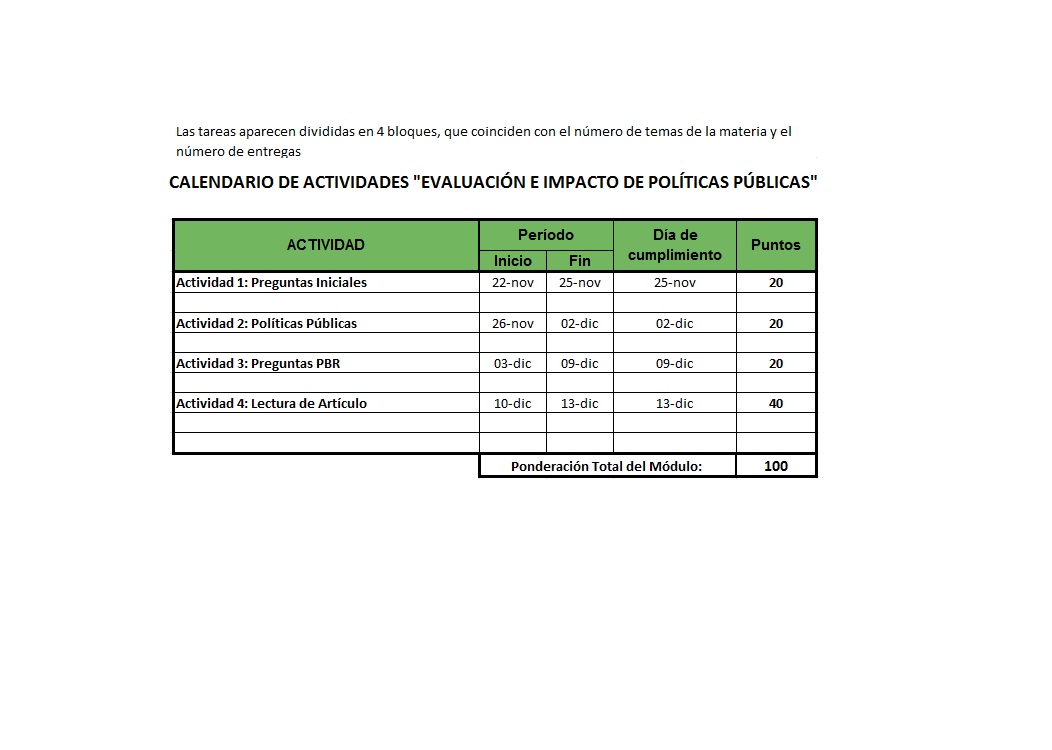 Las tareas aparecen divididas en 4 bloques, que coinciden con el número de temas de la materia y el
número de entregas
CALENDARIO DE ACTIVIDADES "EVALUACIÓN E IMPACTO DE POLÍTICAS PÚBLICAS"
ACTIVIDAD Período Día de cumplimiento Puntos
Inicio Fin
Actividad 1: Preguntas Iniciales 22-nov 25-nov 25-nov 20
Actividad 2: Políticas Públicas 26-nov 02-dic 02-dic 20
Actividad 3: Preguntas PBR 03-dic 09-dic 09-dic 20
Actividad 4: Lectura de Artículo 10-dic 13-dic 13-dic 40
Ponderación Total del Módulo: 100